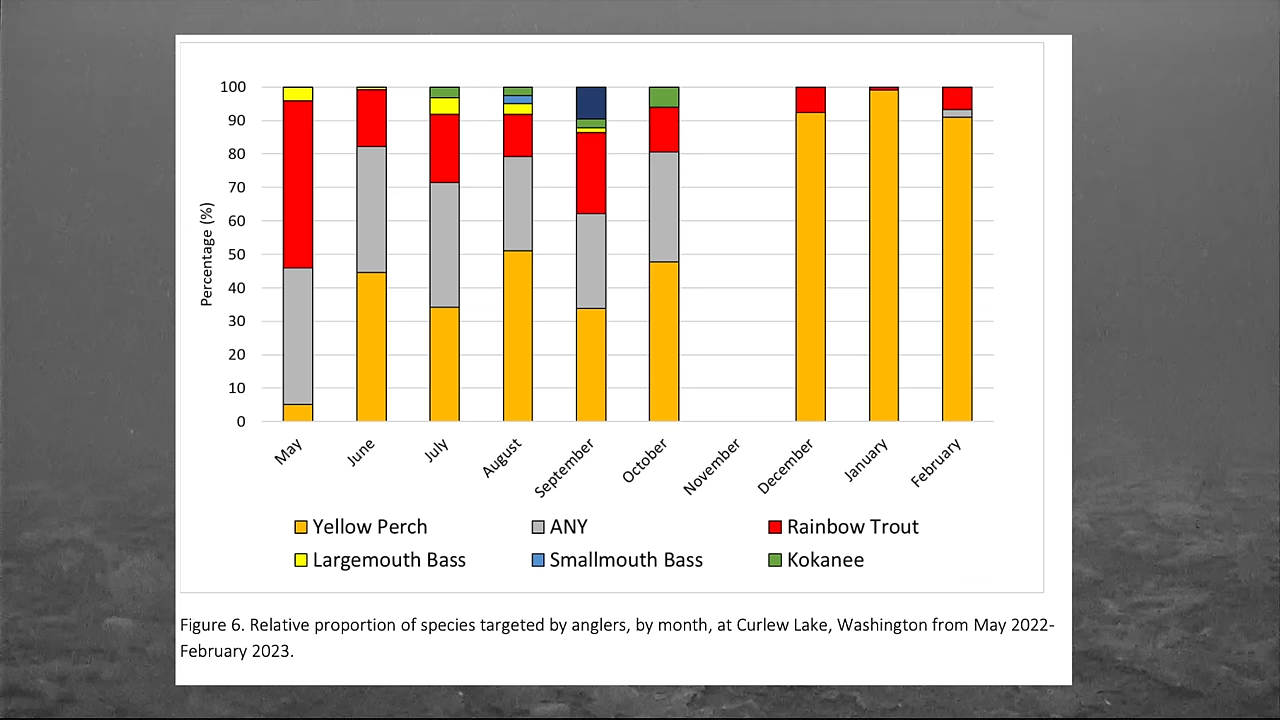 100
90
80
70
60
50
40
30
20
10
0
Percentage (%)
May
June
July
August
September
October
November
December
January
February
Yellow Perch
ANY
Rainbow Trout
Largemouth Bass
Smallmouth Bass
Kokanee
Figure 6. Relative proportion of species targeted by anglers, by month, at Curlew Lake, Washington from May 2022-
February 2023.